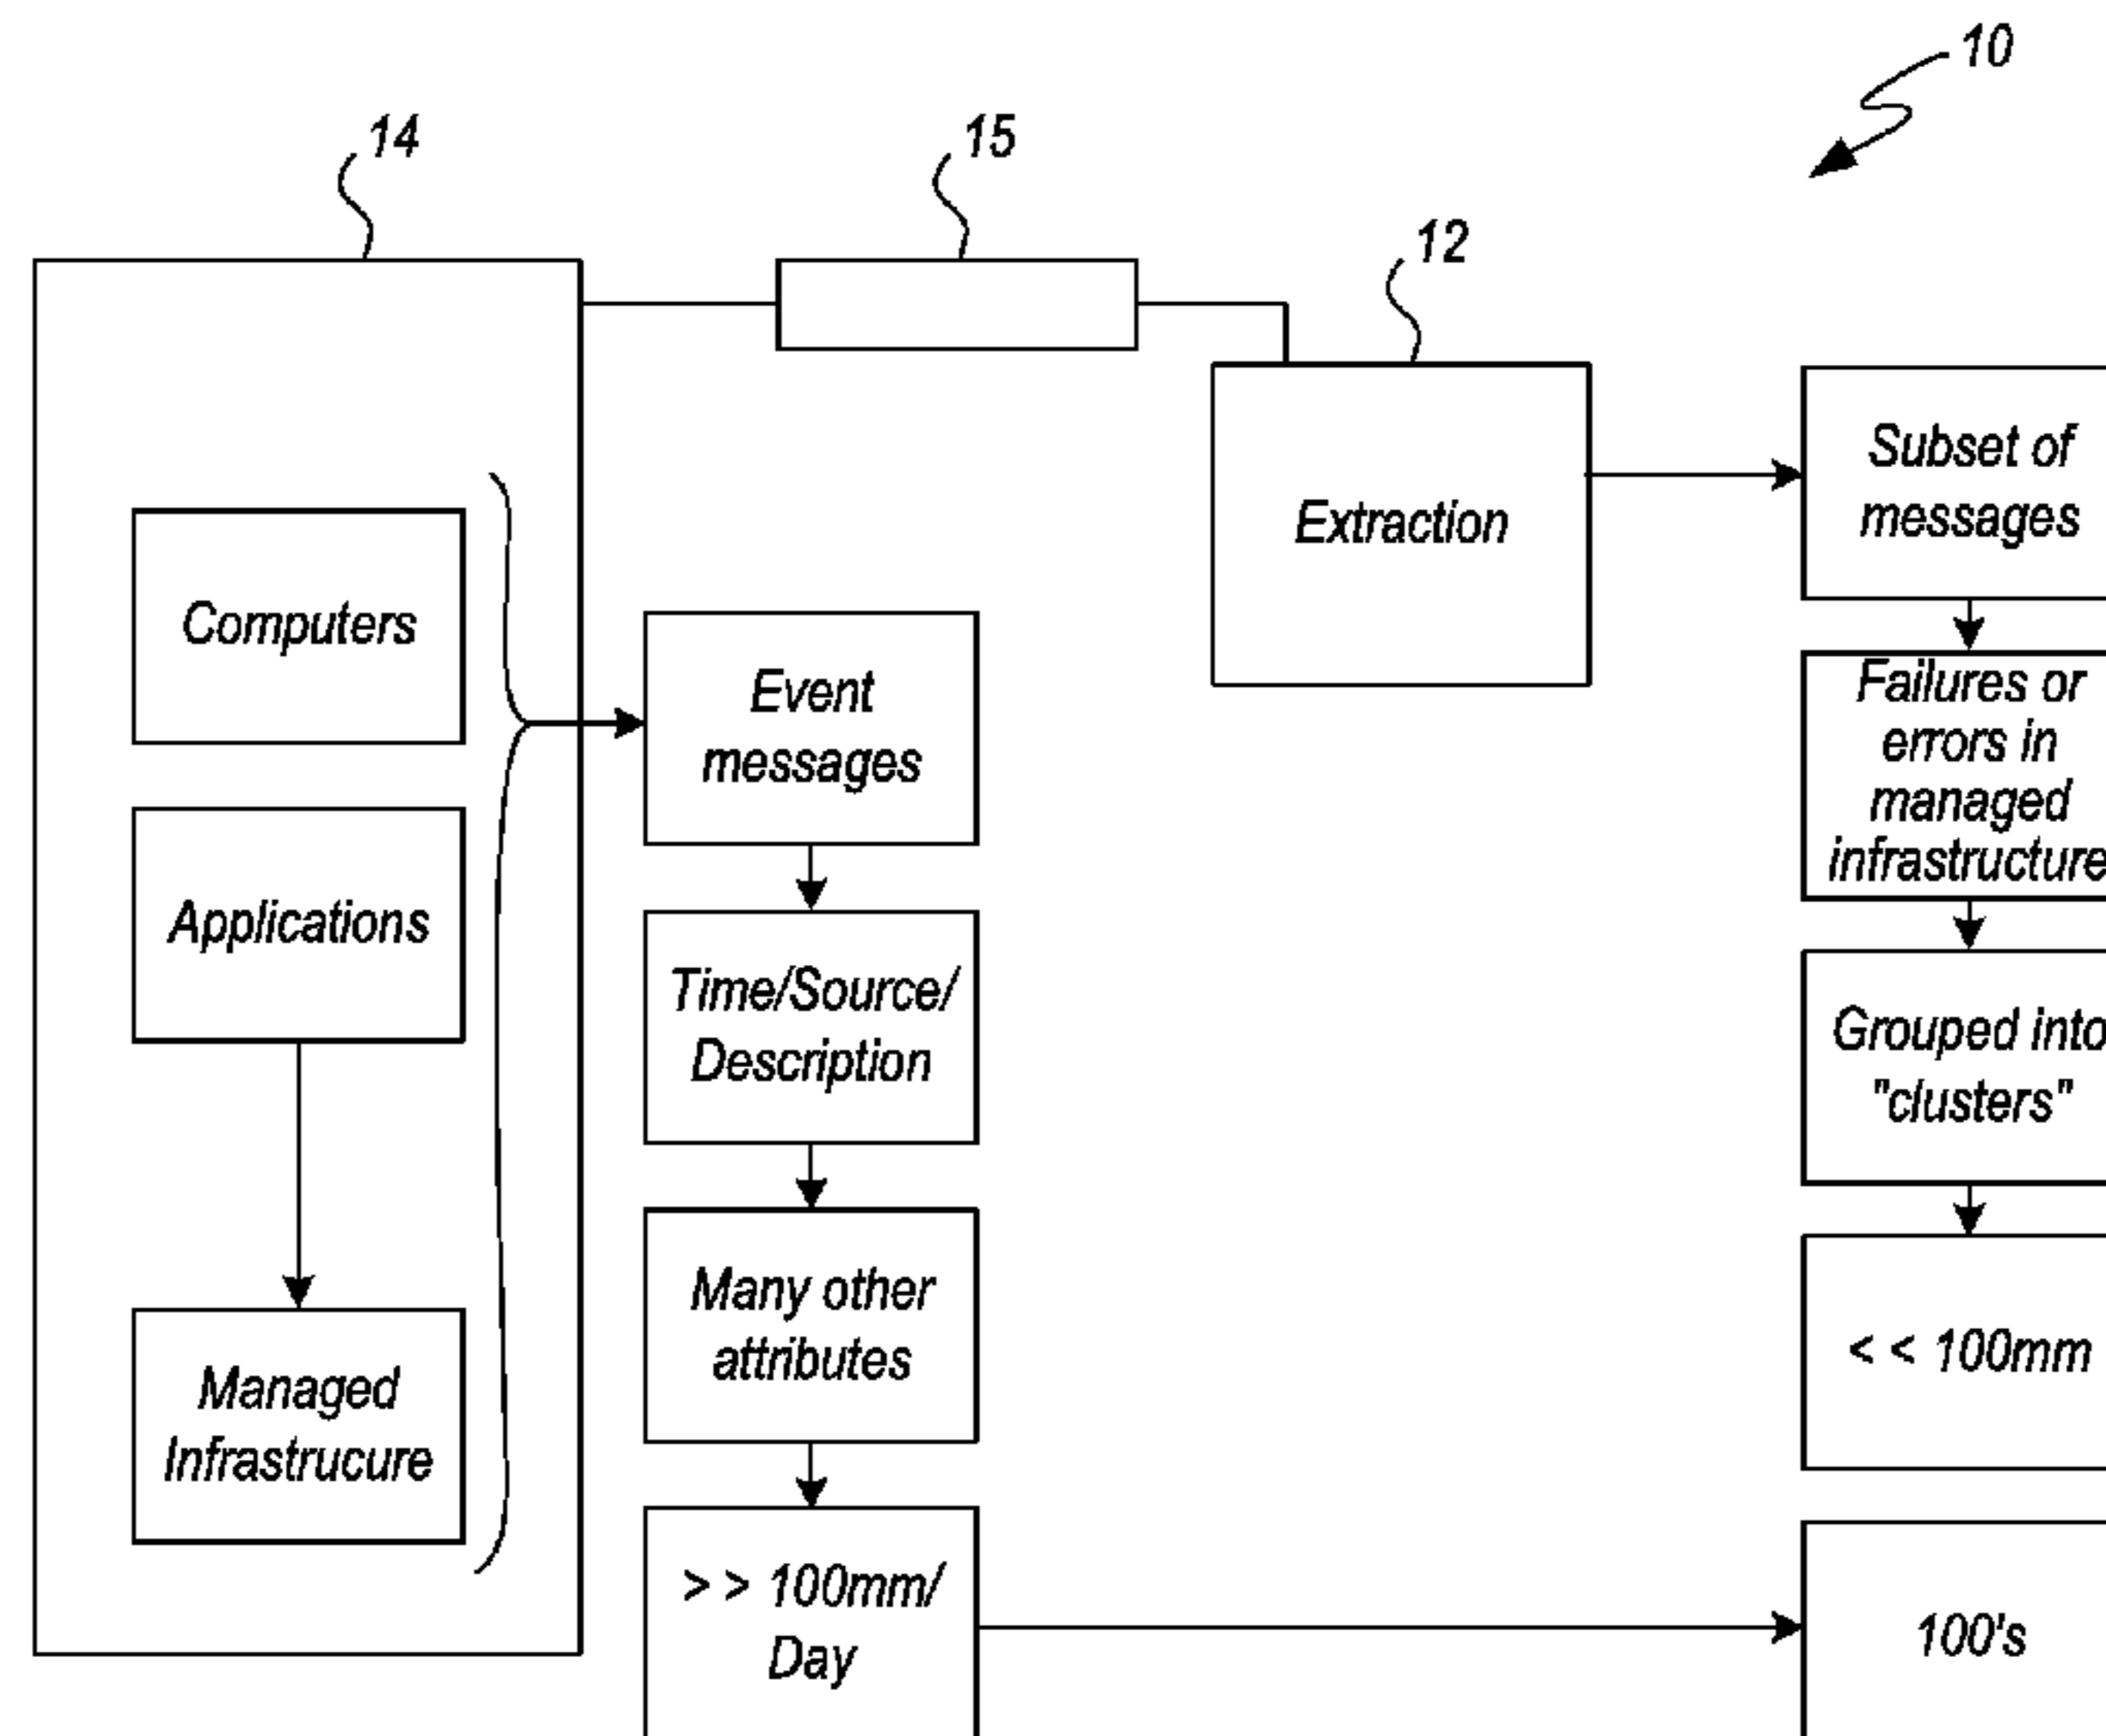 10
14
15
12
Computers
Applications
Managed
Infrastrucure
Event
messages
Time/Source/
Description
Many other
attributes
> > 100mm/
Day
Extraction
Subset of
messages
Failures or
errors in
managed
infrastructure
Grouped into
"clusters"
< < 100mm
100's